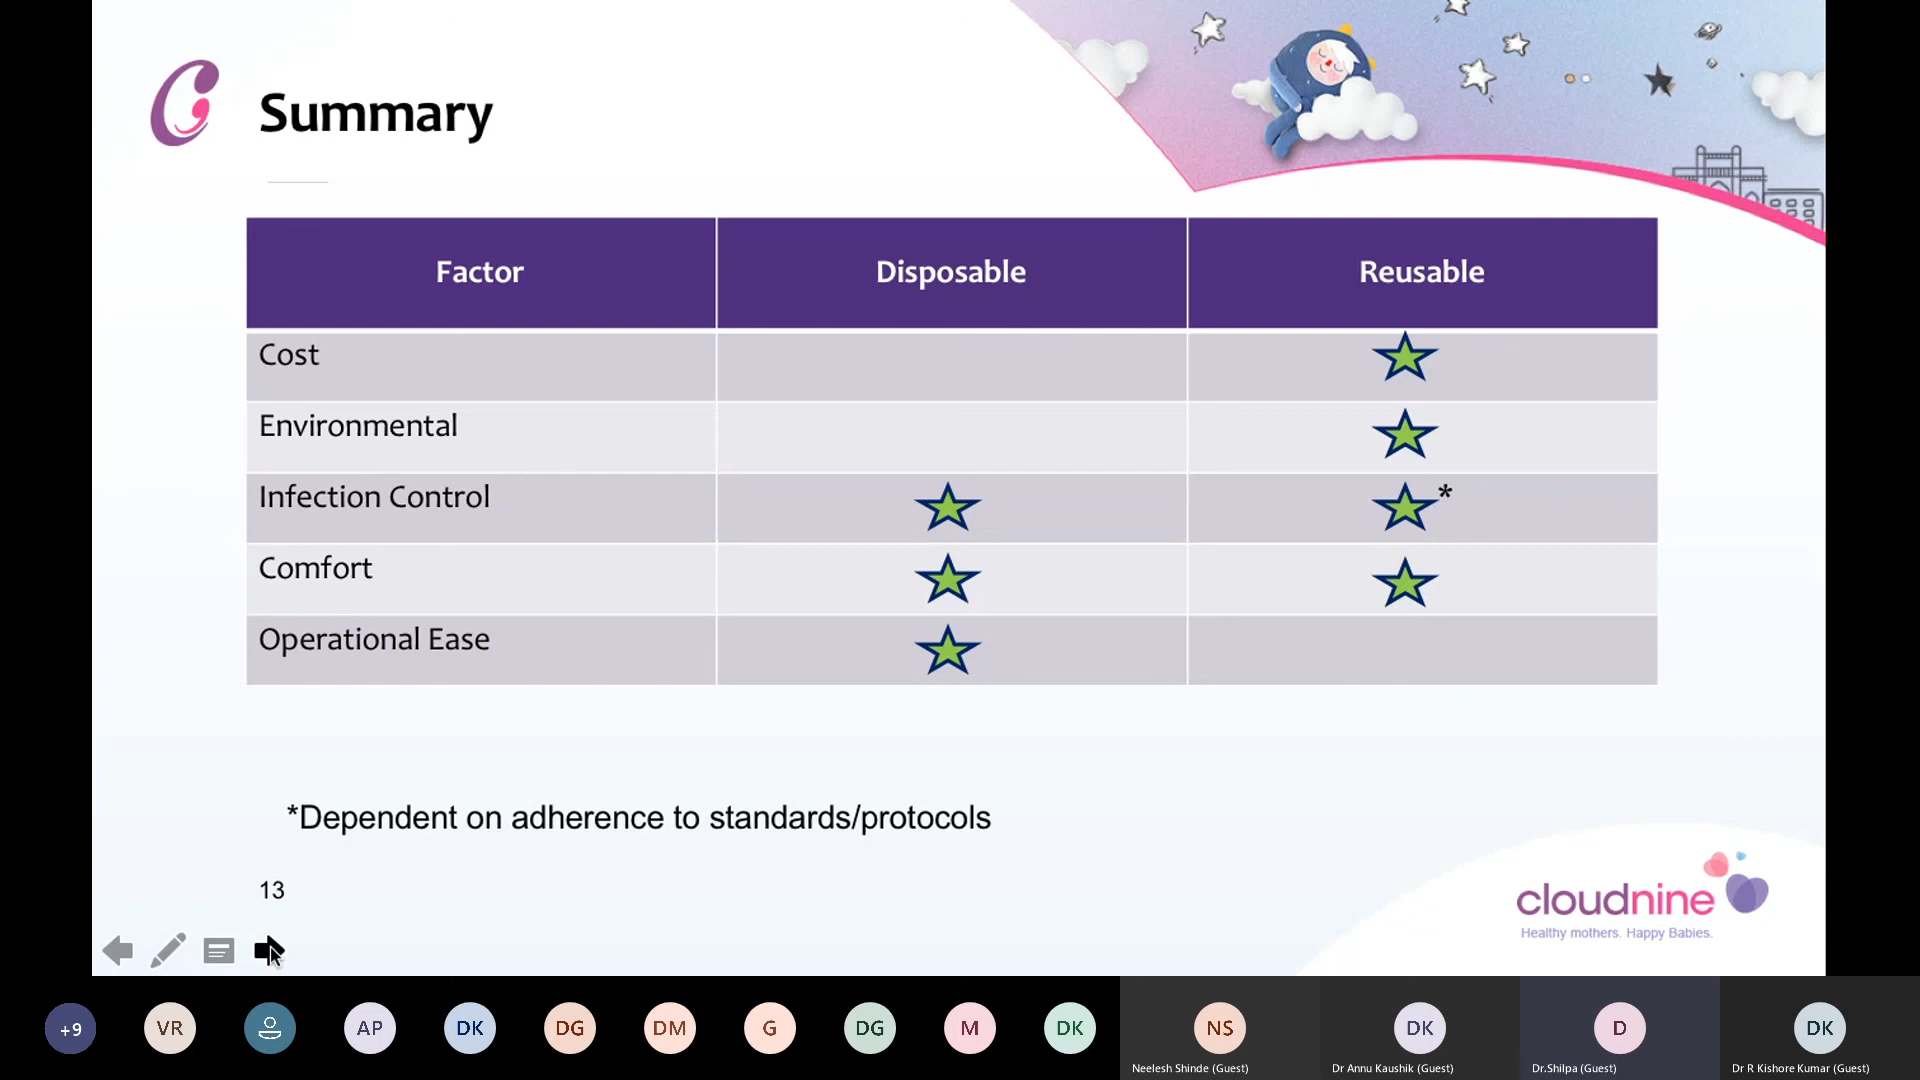 Summary
Factor Disposable Reusable
Cost
Environmental
Infection Control *
Comfort
Operational Ease
*Dependent on adherence to standards/protocols
13
cloudnine
Healthy mothers. Happy Babies.
+9 VR AP DK DG DM G DG M DK NS DK D DK
Neelesh Shinde (Guest) Dr Annu Kaushik (Guest) Dr.Shilpa (Guest) Dr R Kishore Kumar (Guest)